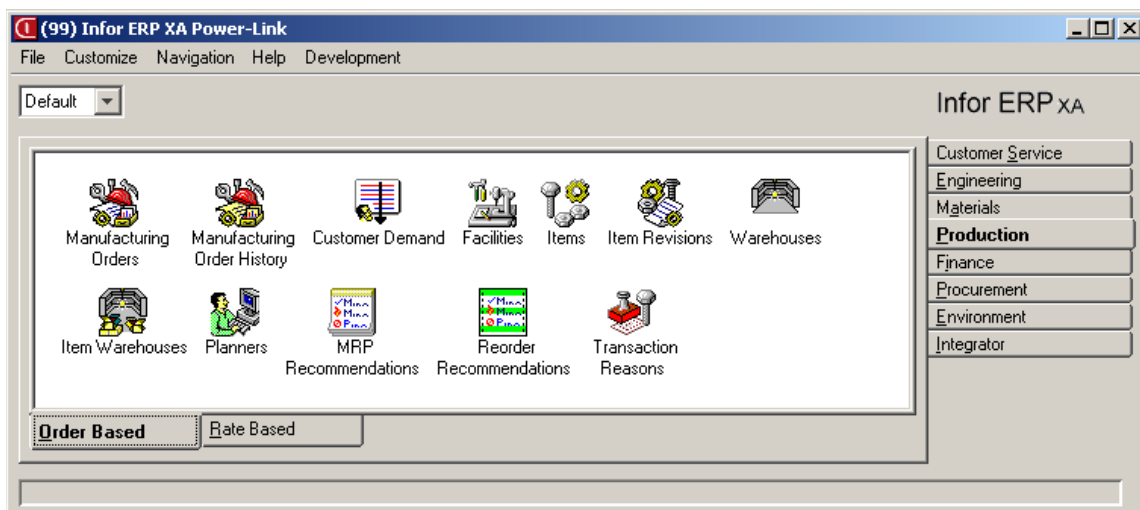 (99) Infor ERP XA Power-Link
File Customize Navigation Help Development
Default
Infor ERP XA
Manufacturing Orders
Manufacturing Order History
Customer Demand
Facilities
Items
Item Revisions
Warehouses
Item Warehouses
Planners
MRP Recommendations
Reorder Recommendations
Transaction Reasons
Order Based
Rate Based
Customer Service
Engineering
Materials
Production
Finance
Procurement
Environment
Integrator